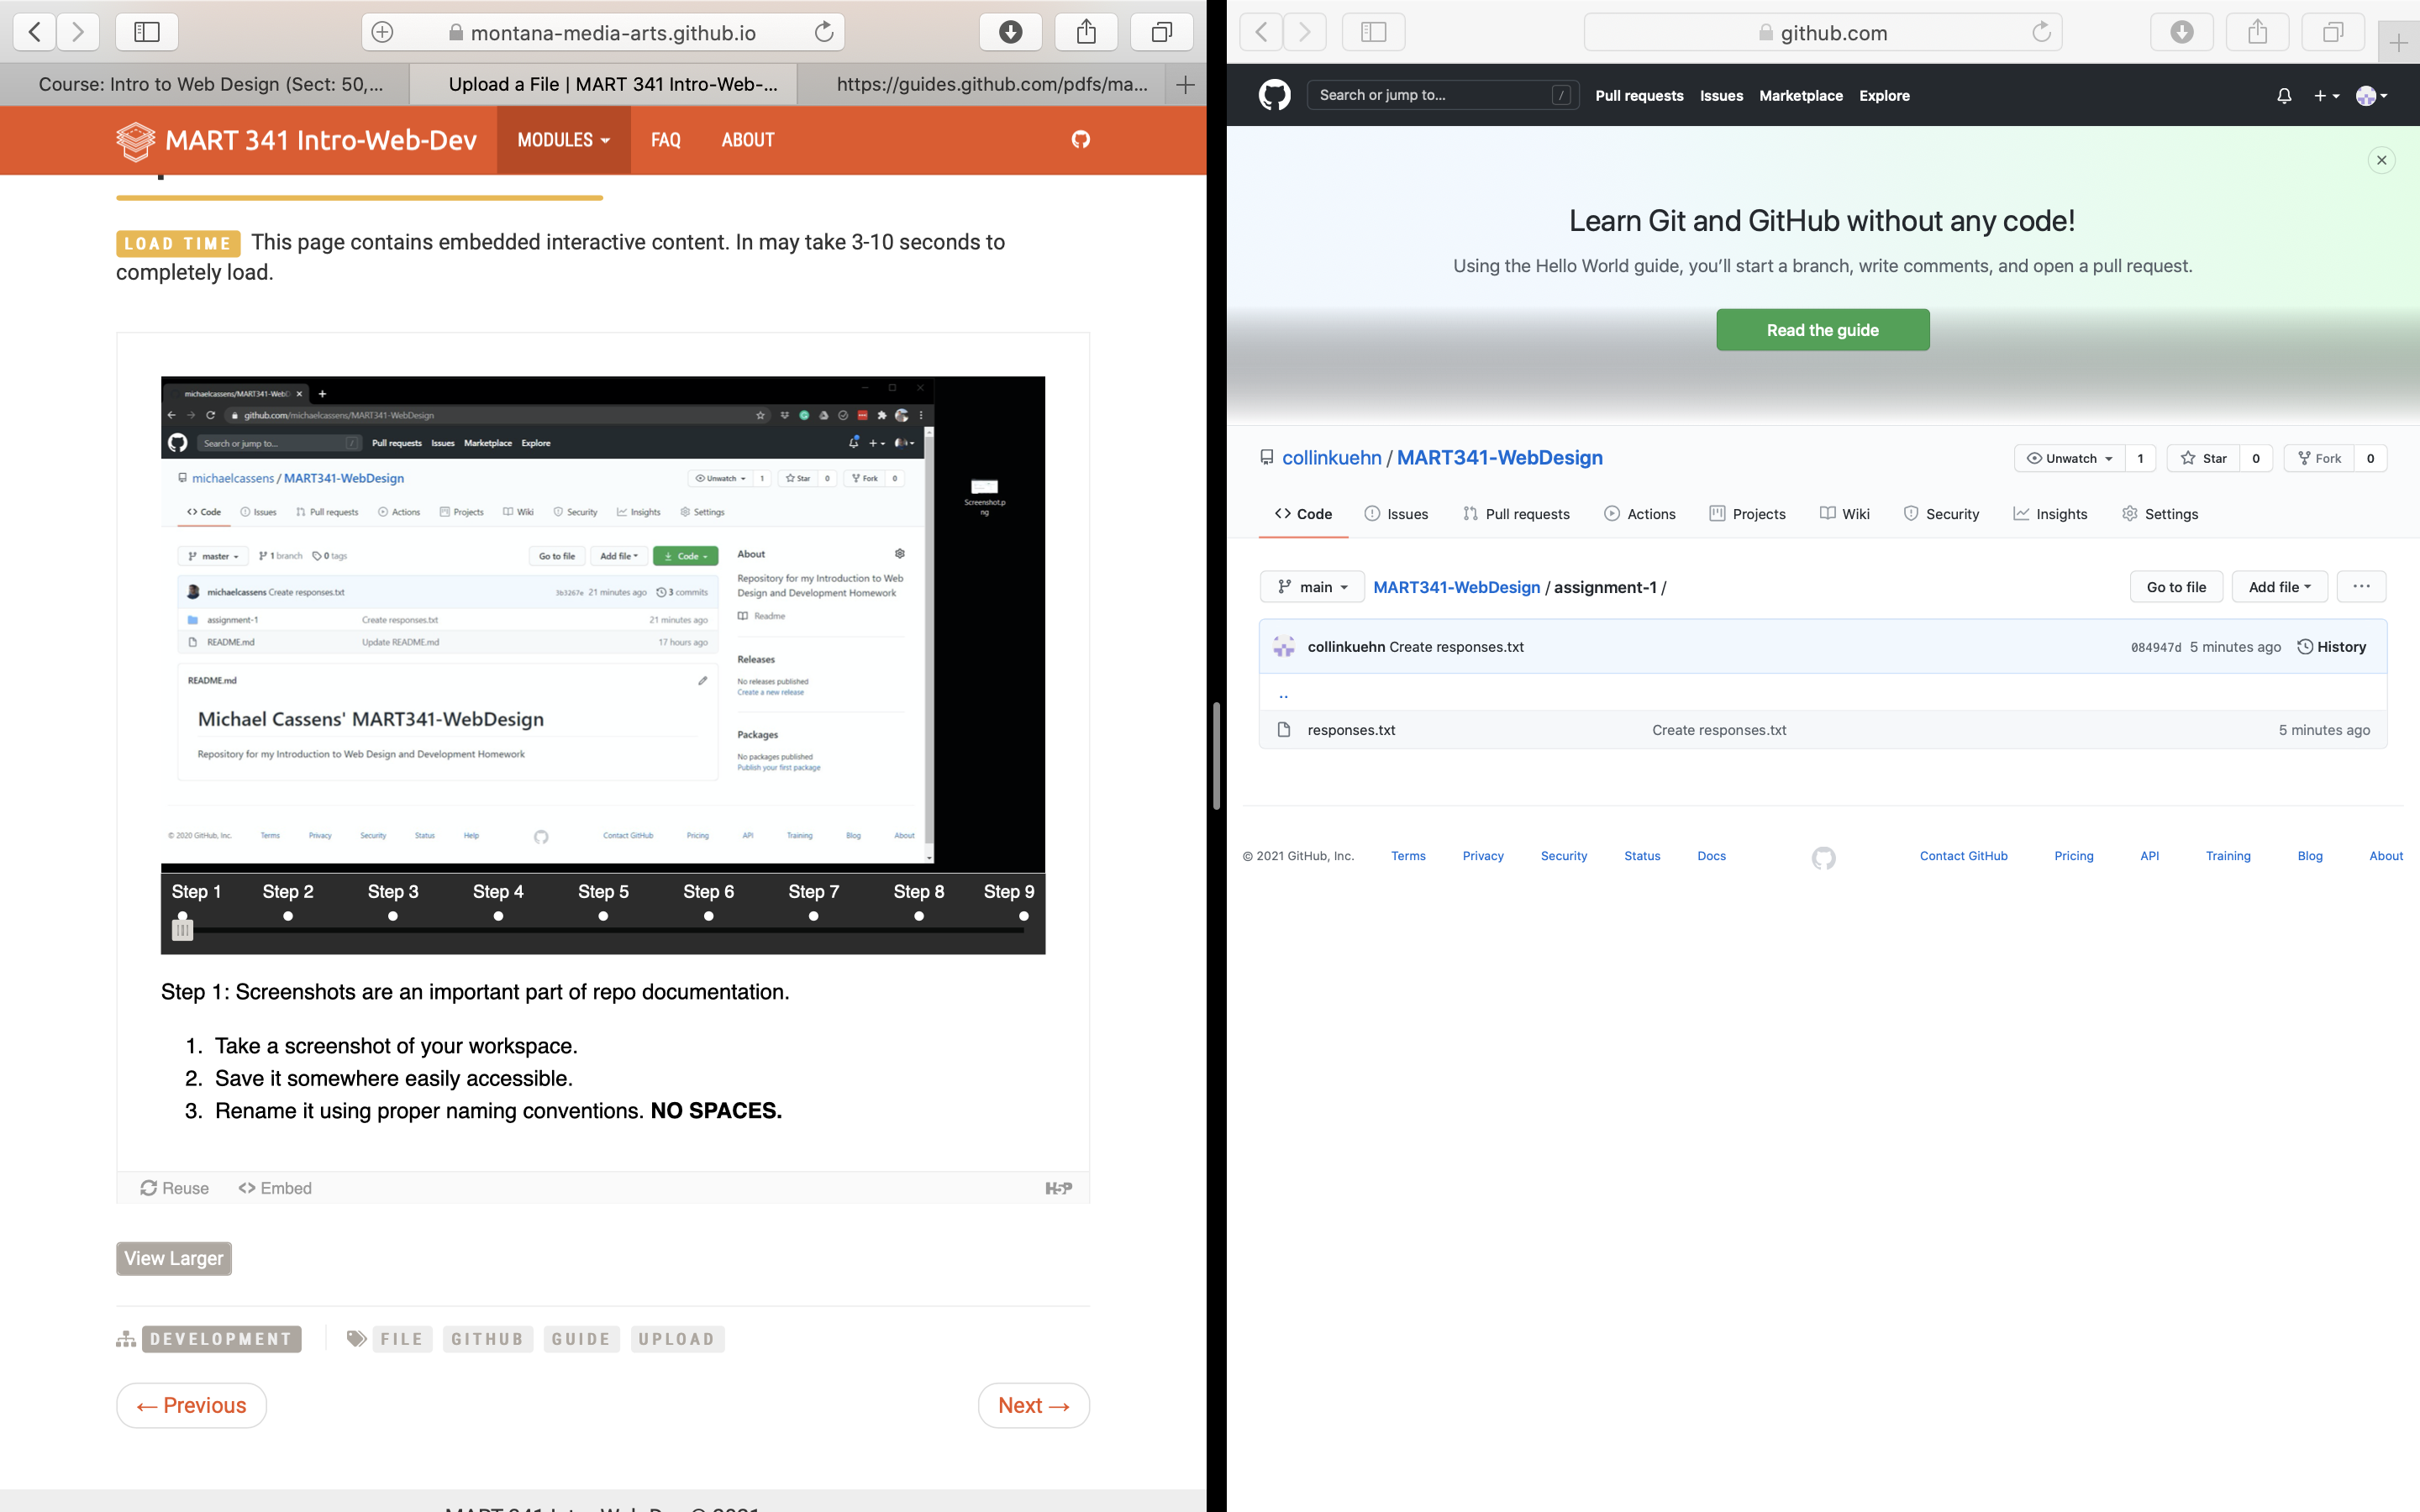 montana-media-arts.github.io
Course: Intro to Web Design (Sect: 50,...
Upload a File | MART 341 Intro-Web-...
https://guides.github.com/pdfs/ma...
MART 341 Intro-Web-Dev
MODULES
FAQ
ABOUT
LOAD TIME This page contains embedded interactive content. In may take 3-10 seconds to
completely load.
michaelcassens/MART341-WebD
github.com/michaelcassens/MART341-WebDesign
Search or jump to... /
Pull requests Issues Marketplace Explore
michaelcassens / MART341-WebDesign
Unwatch 1 Star 0 Fork 0
Code Issues Pull requests Actions Projects Wiki Security Insights Settings
master 1 branch 0 tags Go to file Add file Code
michaelcassens Create responses.txt 3b3267e 21 minutes ago 3 commits
assignment-1 Create responses.txt 21 minutes ago
README.md Update README.md 17 hours ago
README.md
Michael Cassens' MART341-WebDesign
Repository for my Introduction to Web Design and Development Homework
About
Repository for my Introduction to Web
Design and Development Homework
Readme
Releases
No releases published
Create a new release
Packages
No packages published
Publish your first package
© 2020 GitHub, Inc. Terms Privacy Security Status Help Contact GitHub Pricing API Training Blog About
Screenshot.p
ng
Step 1 Step 2 Step 3 Step 4 Step 5 Step 6 Step 7 Step 8 Step 9
Step 1: Screenshots are an important part of repo documentation.
1. Take a screenshot of your workspace.
2. Save it somewhere easily accessible.
3. Rename it using proper naming conventions. NO SPACES.
Reuse <> Embed H5P
View Larger
DEVELOPMENT FILE GITHUB GUIDE UPLOAD
← Previous
Next →
github.com
Search or jump to... /
Pull requests Issues Marketplace Explore
Learn Git and GitHub without any code!
Using the Hello World guide, you'll start a branch, write comments, and open a pull request.
Read the guide
collinkuehn / MART341-WebDesign
Unwatch 1 Star 0 Fork 0
Code Issues Pull requests Actions Projects Wiki Security Insights Settings
main MART341-WebDesign / assignment-1 / Go to file Add file ...
collinkuehn Create responses.txt 084947d 5 minutes ago History
..
responses.txt Create responses.txt 5 minutes ago
© 2021 GitHub, Inc. Terms Privacy Security Status Docs Contact GitHub Pricing API Training Blog About